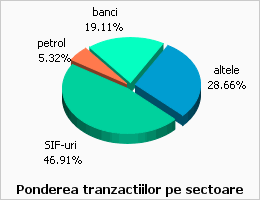 banci
19.11%
petrol
5.32%
altele
28.66%
SIF-uri
46.91%
Ponderea tranzactiilor pe sectoare